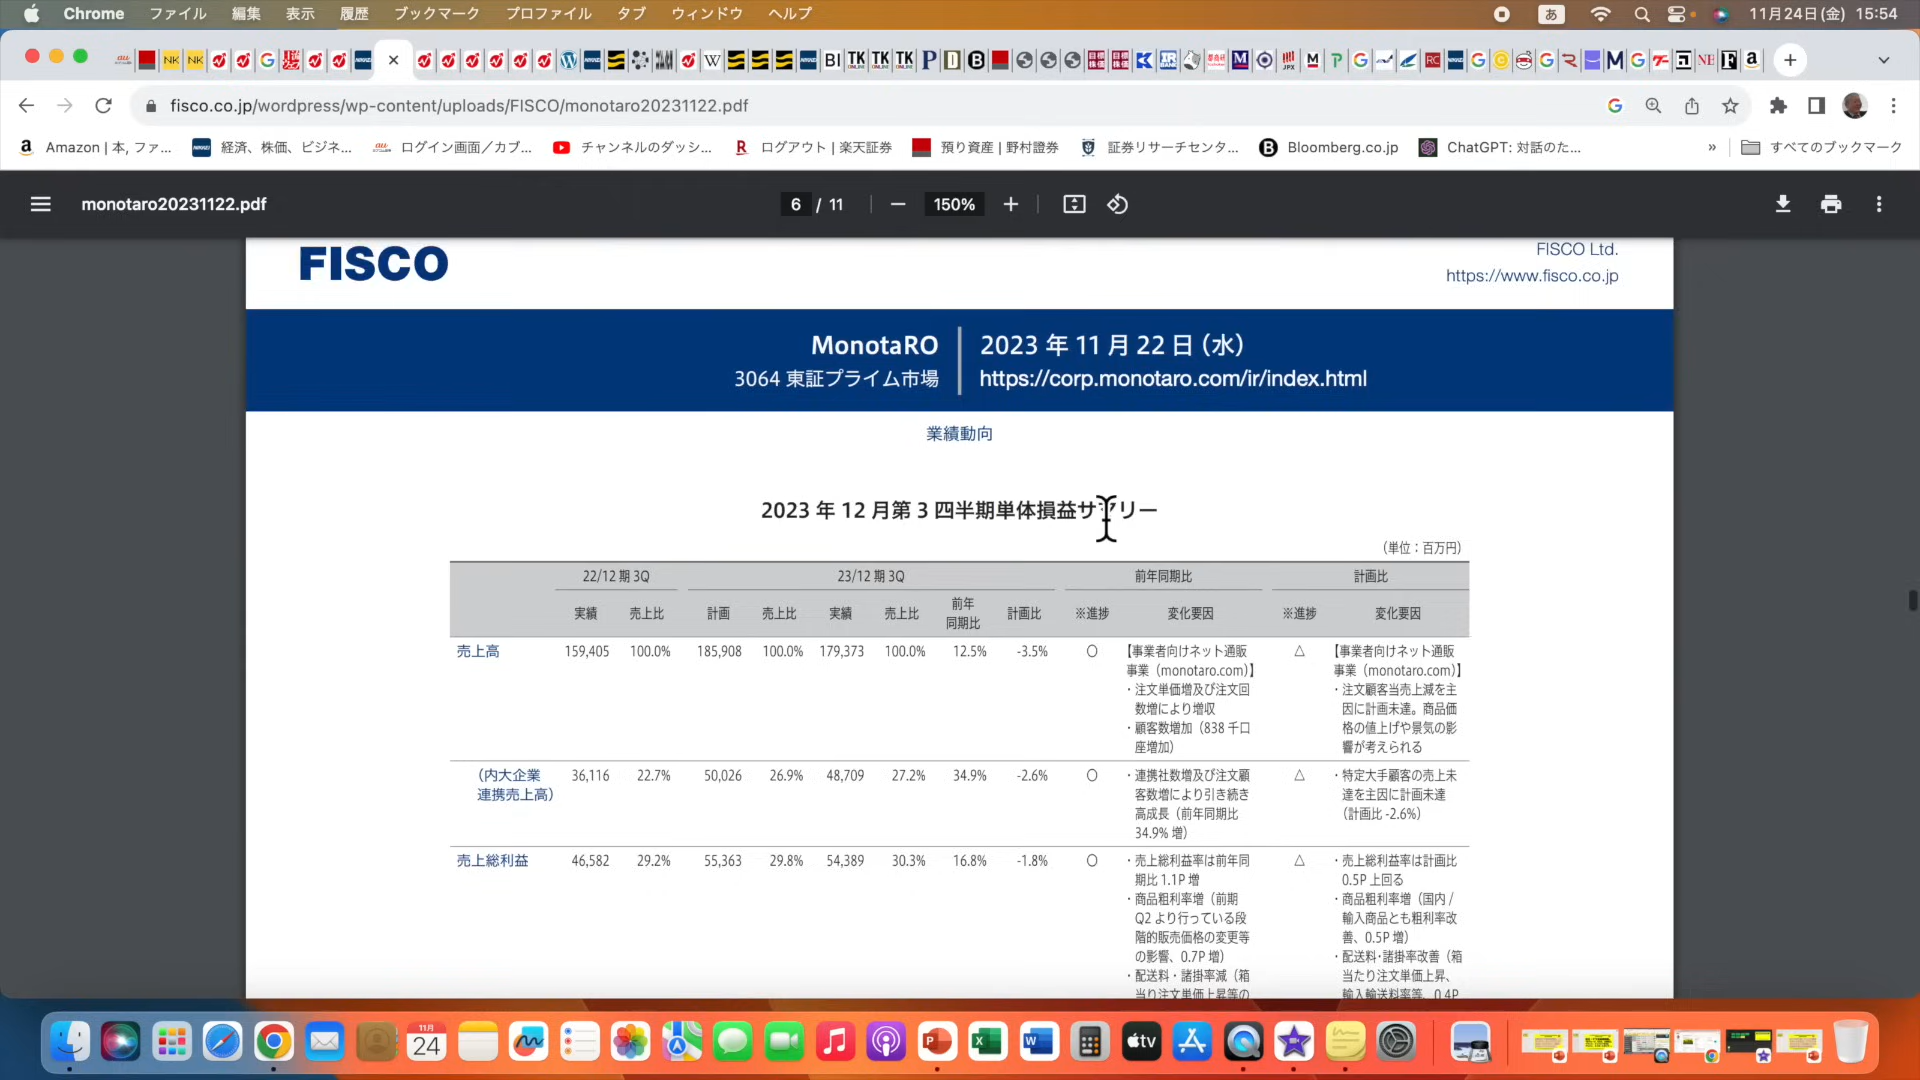 Chrome ファイル 編集 表示 履歴 ブックマーク プロファイル タブ ウィンドウ ヘルプ あ 11月24日(金) 15:54
fisco.co.jp/wordpress/wp-content/uploads/FISCO/monotaro20231122.pdf
Amazon | 本, ファ... 経済、株価、ビジネ... ログイン画面／カブ... チャンネルのダッシ... ログアウト | 楽天証券 預り資産 | 野村證券 証券リサーチセンタ... Bloomberg.co.jp ChatGPT: 対話のた... » すべてのブックマーク
monotaro20231122.pdf 6 / 11 150%
FISCO
FISCO Ltd.
https://www.fisco.co.jp
MonotaRO
3064 東証プライム市場
2023 年 11 月 22 日 (水)
https://corp.monotaro.com/ir/index.html
業績動向
2023 年 12 月第 3 四半期単体損益サマリー
（単位：百万円）
22/12 期 3Q 23/12 期 3Q 前年同期比 計画比
実績 売上比 計画 売上比 実績 売上比 前年同期比 計画比 ※進捗 変化要因 ※進捗 変化要因
売上高 159,405 100.0% 185,908 100.0% 179,373 100.0% 12.5% -3.5% ○ 【事業者向けネット通販 △ 【事業者向けネット通販
事業（monotaro.com)】 事業（monotaro.com)】
・注文単価増及び注文回 ・注文顧客当売上減を主
数増により増収 因に計画未達。商品価
・顧客数増加（838 千口 格の値上げや景気の影
座増加） 響が考えられる
（内大企業 36,116 22.7% 50,026 26.9% 48,709 27.2% 34.9% -2.6% ○ ・連携社数増及び注文顧 △ ・特定大手顧客の売上未
連携売上高） 客数増により引き続き 達を主因に計画未達
高成長（前年同期比 （計画比 -2.6%）
34.9% 増）
売上総利益 46,582 29.2% 55,363 29.8% 54,389 30.3% 16.8% -1.8% ○ ・売上総利益率は前年同 △ ・売上総利益率は計画比
期比 1.1P 増 0.5P 上回る
・商品粗利率増（前期 ・商品粗利率増（国内 /
Q2 より行っている段 輸入商品とも粗利率改
階的販売価格の変更等 善、0.5P 増）
の影響、0.7P 増） ・配送料･諸掛率改善（箱
・配送料・諸掛率減（箱 当たり注文単価上昇、
当り注文単価上昇等の 輸入輸送料率等、0.4P
11月
24
tv